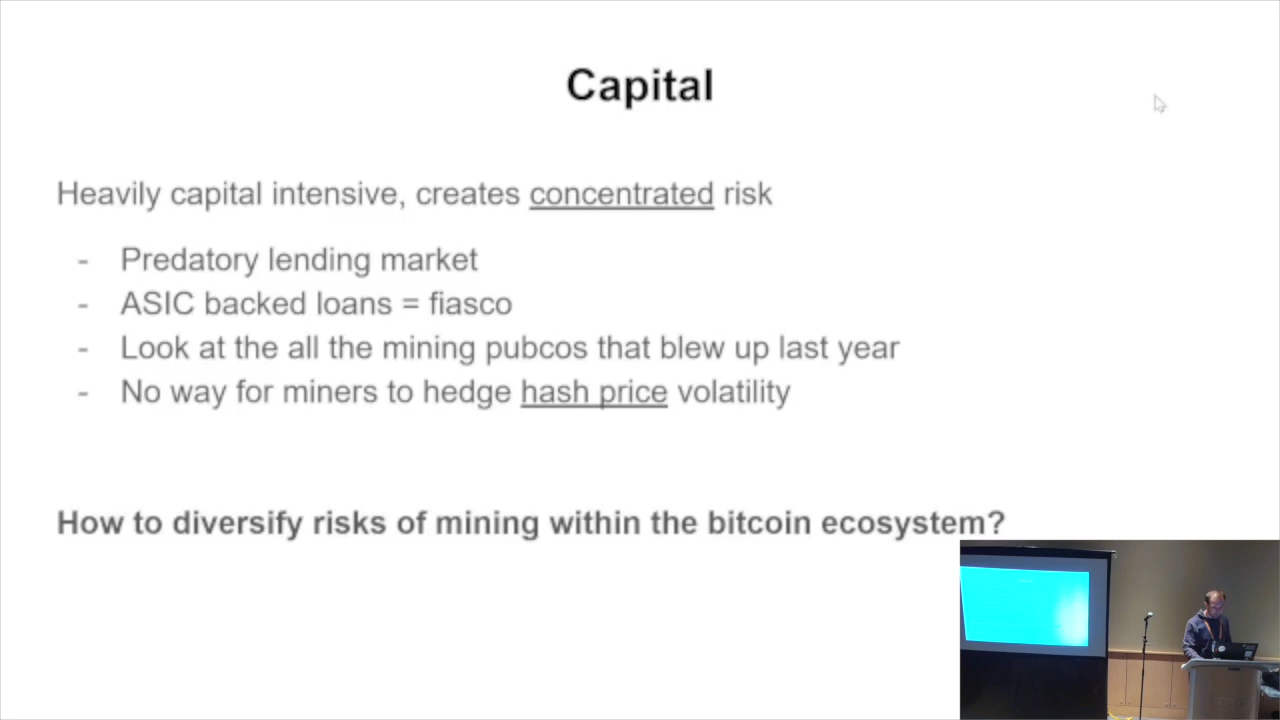 Capital
Heavily capital intensive, creates concentrated risk
- Predatory lending market
- ASIC backed loans = fiasco
- Look at the all the mining pubcos that blew up last year
- No way for miners to hedge hash price volatility
How to diversify risks of mining within the bitcoin ecosystem?